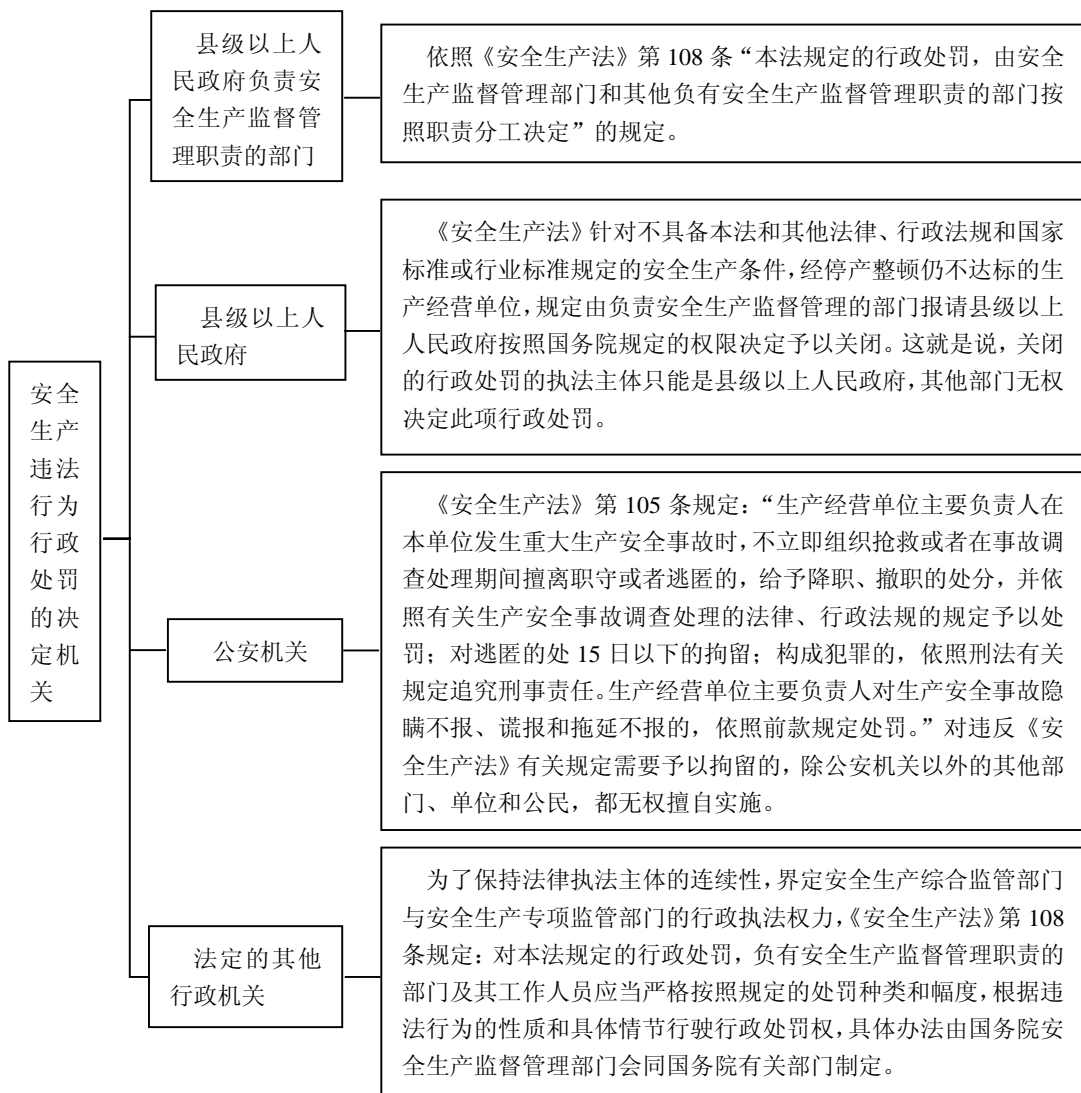 安全
生产
违法
行为
行政
处罚
的决
定机
关
县级以上人
民政府负责安
全生产监督管
理职责的部门
依照《安全生产法》第 108 条“本法规定的行政处罚，由安全
生产监督管理部门和其他负有安全生产监督管理职责的部门按
照职责分工决定”的规定。
县级以上人
民政府
《安全生产法》针对不具备本法和其他法律、行政法规和国家
标准或行业标准规定的安全生产条件，经停产整顿仍不达标的生
产经营单位，规定由负责安全生产监督管理的部门报请县级以上
人民政府按照国务院规定的权限决定予以关闭。这就是说，关闭
的行政处罚的执法主体只能是县级以上人民政府，其他部门无权
决定此项行政处罚。
公安机关
《安全生产法》第 105 条规定：“生产经营单位主要负责人在
本单位发生重大生产安全事故时，不立即组织抢救或者在事故调
查处理期间擅离职守或者逃匿的，给予降职、撤职的处分，并依
照有关生产安全事故调查处理的法律、行政法规的规定予以处
罚；对逃匿的处 15 日以下的拘留；构成犯罪的，依照刑法有关
规定追究刑事责任。生产经营单位主要负责人对生产安全事故隐
瞒不报、谎报和拖延不报的，依照前款规定处罚。”对违反《安
全生产法》有关规定需要予以拘留的，除公安机关以外的其他部
门、单位和公民，都无权擅自实施。
法定的其他
行政机关
为了保持法律执法主体的连续性，界定安全生产综合监管部门
与安全生产专项监管部门的行政执法权力，《安全生产法》第 108
条规定：对本法规定的行政处罚，负有安全生产监督管理职责的
部门及其工作人员应当严格按照规定的处罚种类和幅度，根据违
法行为的性质和具体情节行驶行政处罚权，具体办法由国务院安
全生产监督管理部门会同国务院有关部门制定。